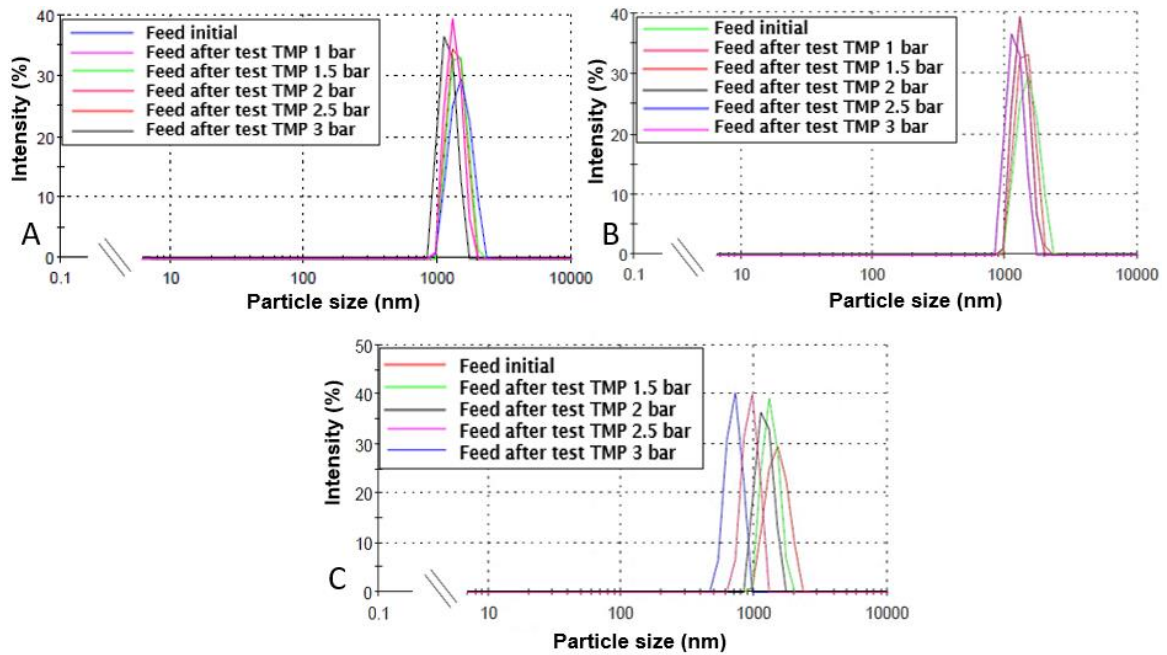 40
30
20
10
0
Intensity (%)
Feed initial
Feed after test TMP 1 bar
Feed after test TMP 1.5 bar
Feed after test TMP 2 bar
Feed after test TMP 2.5 bar
Feed after test TMP 3 bar
A
0.1 10 100 1000 10000
Particle size (nm)
40
30
20
10
0
Intensity (%)
Feed initial
Feed after test TMP 1 bar
Feed after test TMP 1.5 bar
Feed after test TMP 2 bar
Feed after test TMP 2.5 bar
Feed after test TMP 3 bar
B
0.1 10 100 1000 10000
Particle size (nm)
50
40
30
20
10
0
Intensity (%)
Feed initial
Feed after test TMP 1.5 bar
Feed after test TMP 2 bar
Feed after test TMP 2.5 bar
Feed after test TMP 3 bar
C
0.1 10 100 1000 10000
Particle size (nm)